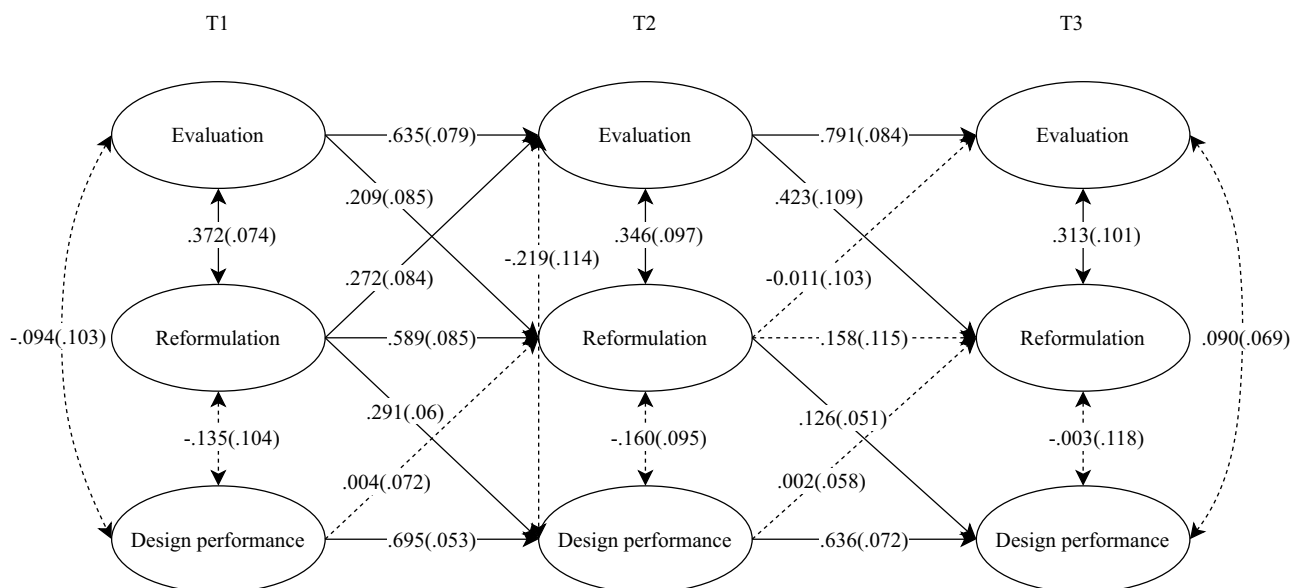 T1 T2 T3
Evaluation .635(.079) Evaluation .791(.084) Evaluation
.209(.085) .423(.109)
.372(.074) .346(.097) .313(.101)
-.219(.114)
.272(.084) -0.011(.103)
-.094(.103) Reformulation .589(.085) Reformulation .158(.115) Reformulation .090(.069)
.291(.06) .126(.051)
-.135(.104) -.160(.095) -.003(.118)
.004(.072) .002(.058)
Design performance .695(.053) Design performance .636(.072) Design performance